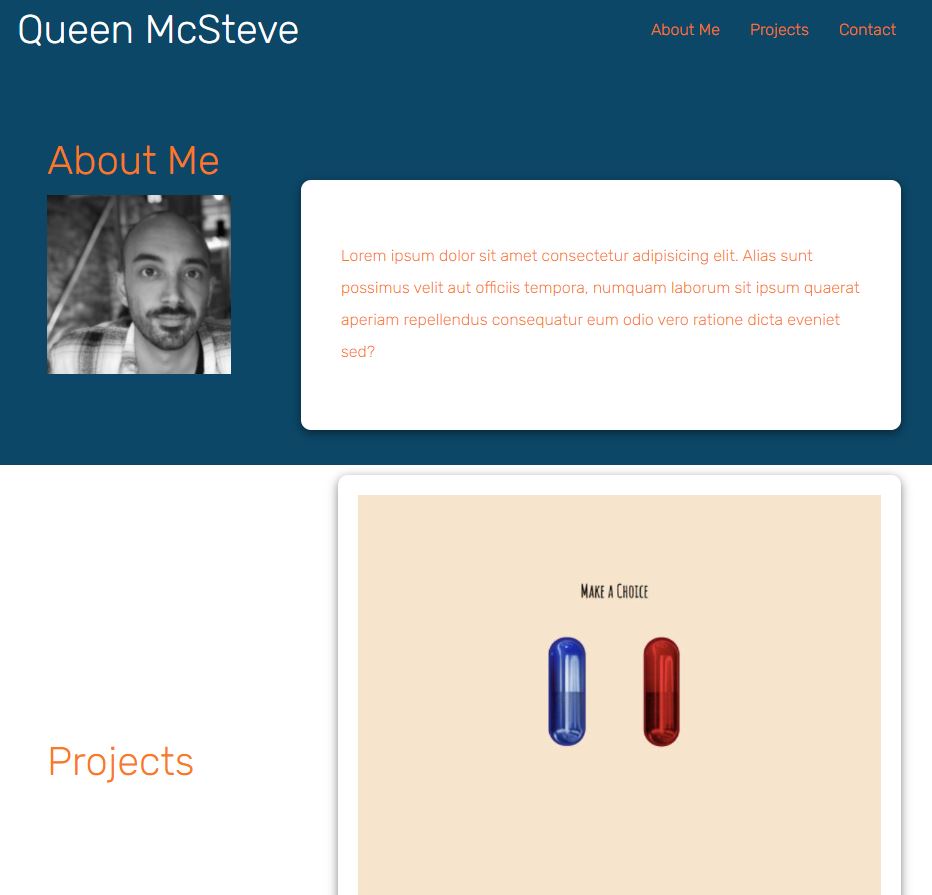 Queen McSteve
About Me
Projects
Contact
About Me
Lorem ipsum dolor sit amet consectetur adipisicing elit. Alias sunt
possimus velit aut officiis tempora, numquam laborum sit ipsum quaerat
aperiam repellendus consequatur eum odio vero ratione dicta eveniet
sed?
Make a Choice
Projects